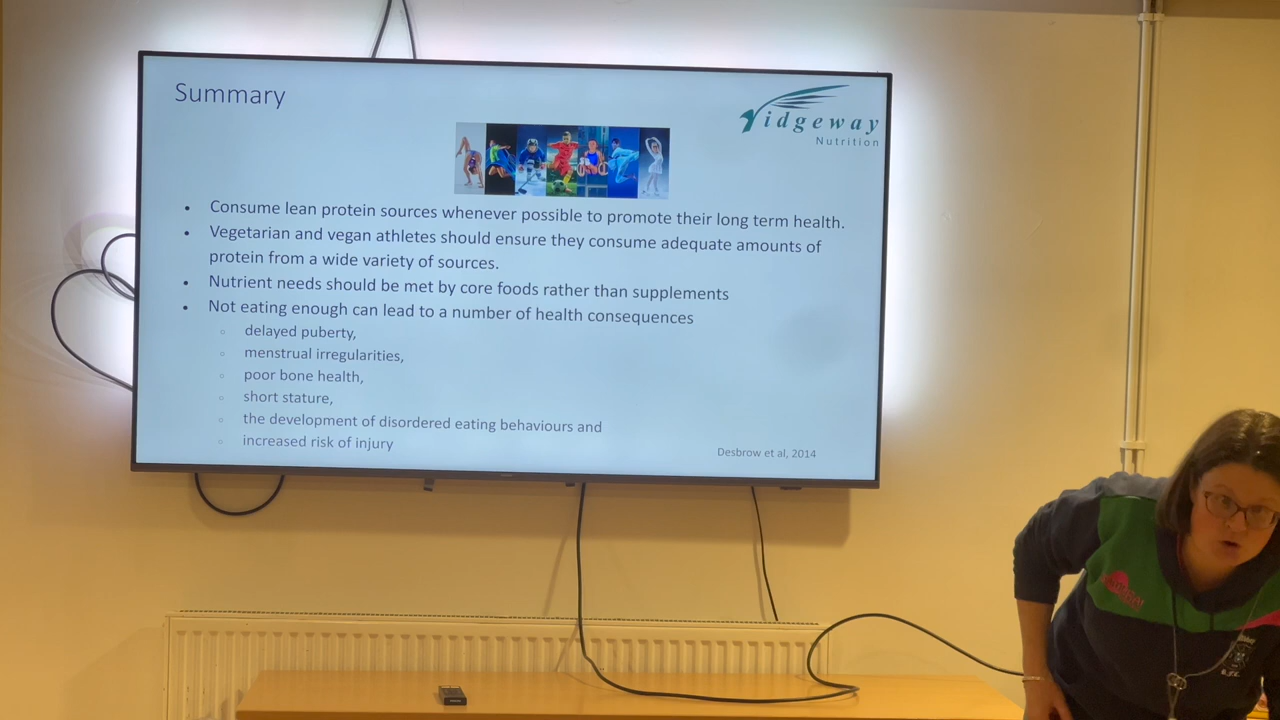 Summary
Ridgeway
Nutrition
• Consume lean protein sources whenever possible to promote their long term health.
• Vegetarian and vegan athletes should ensure they consume adequate amounts of
protein from a wide variety of sources.
• Nutrient needs should be met by core foods rather than supplements
• Not eating enough can lead to a number of health consequences
○ delayed puberty,
○ menstrual irregularities,
○ poor bone health,
○ short stature,
○ the development of disordered eating behaviours and
○ increased risk of injury
Desbrow et al, 2014